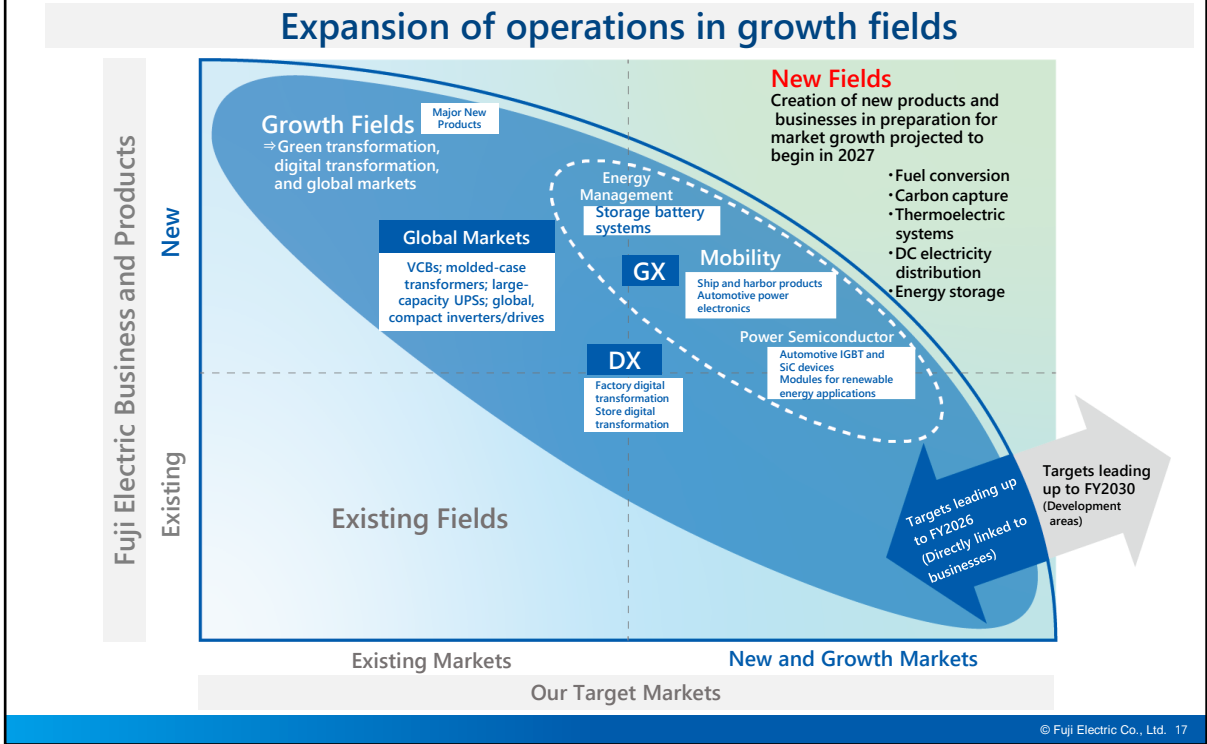 Expansion of operations in growth fields
Fuji Electric Business and Products
New
Existing
Growth Fields
⇒Green transformation,
digital transformation,
and global markets
Major New
Products
New Fields
Creation of new products and
businesses in preparation for
market growth projected to
begin in 2027
・Fuel conversion
・Carbon capture
・Thermoelectric
systems
・DC electricity
distribution
・Energy storage
Energy
Management
Storage battery
systems
Global Markets
VCBs; molded-case
transformers; large-
capacity UPSs; global,
compact inverters/drives
GX
Mobility
Ship and harbor products
Automotive power
electronics
Power Semiconductor
Automotive IGBT and
SiC devices
Modules for renewable
energy applications
DX
Factory digital
transformation
Store digital
transformation
Existing Fields
Targets leading up
to FY2026
(Directly linked to
businesses)
Targets leading
up to FY2030
(Development
areas)
Existing Markets
New and Growth Markets
Our Target Markets
© Fuji Electric Co., Ltd. 17